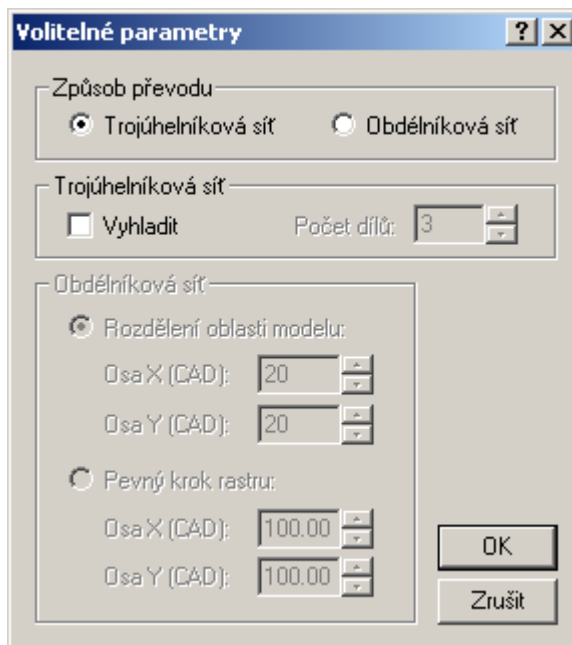 Volitelné parametry
Způsob převodu
Trojúhelníková síť Obdélníková síť
Trojúhelníková síť
Vyhladit Počet dílů: 3
Obdélníková síť
Rozdělení oblasti modelu:
Osa X (CAD): 20
Osa Y (CAD): 20
Pevný krok rastru:
Osa X (CAD): 100.00
Osa Y (CAD): 100.00
OK
Zrušit